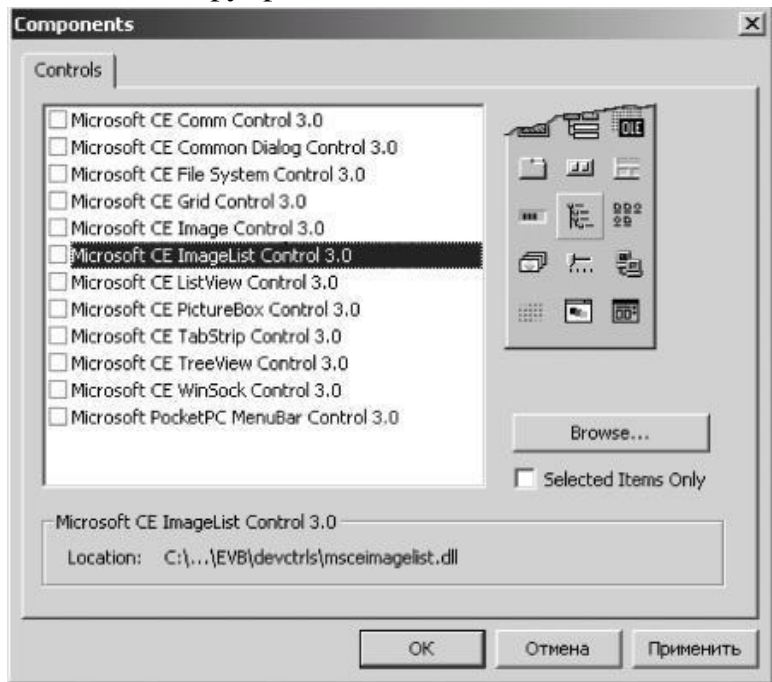 Components
Controls
Microsoft CE Comm Control 3.0
Microsoft CE Common Dialog Control 3.0
Microsoft CE File System Control 3.0
Microsoft CE Grid Control 3.0
Microsoft CE Image Control 3.0
Microsoft CE ImageList Control 3.0
Microsoft CE ListView Control 3.0
Microsoft CE PictureBox Control 3.0
Microsoft CE TabStrip Control 3.0
Microsoft CE TreeView Control 3.0
Microsoft CE WinSock Control 3.0
Microsoft PocketPC MenuBar Control 3.0
OLE
Browse...
Selected Items Only
Microsoft CE ImageList Control 3.0
Location: C:\...\EVB\devctrls\msceimagelist.dll
OK
Отмена
Применить